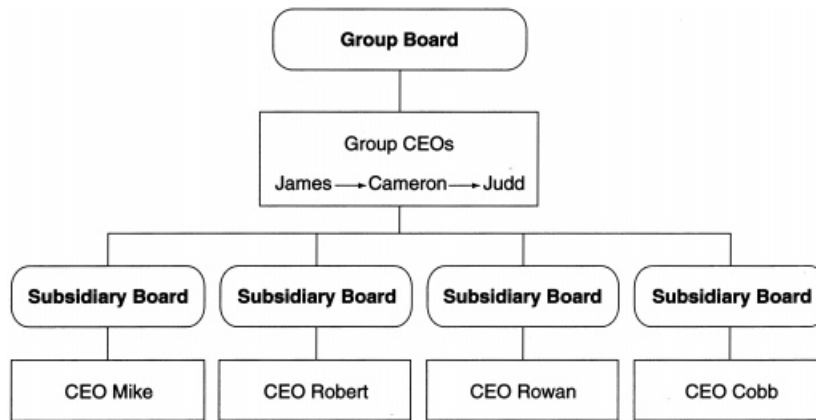 Group Board
Group CEOs
James → Cameron → Judd
Subsidiary Board Subsidiary Board Subsidiary Board Subsidiary Board
CEO Mike CEO Robert CEO Rowan CEO Cobb